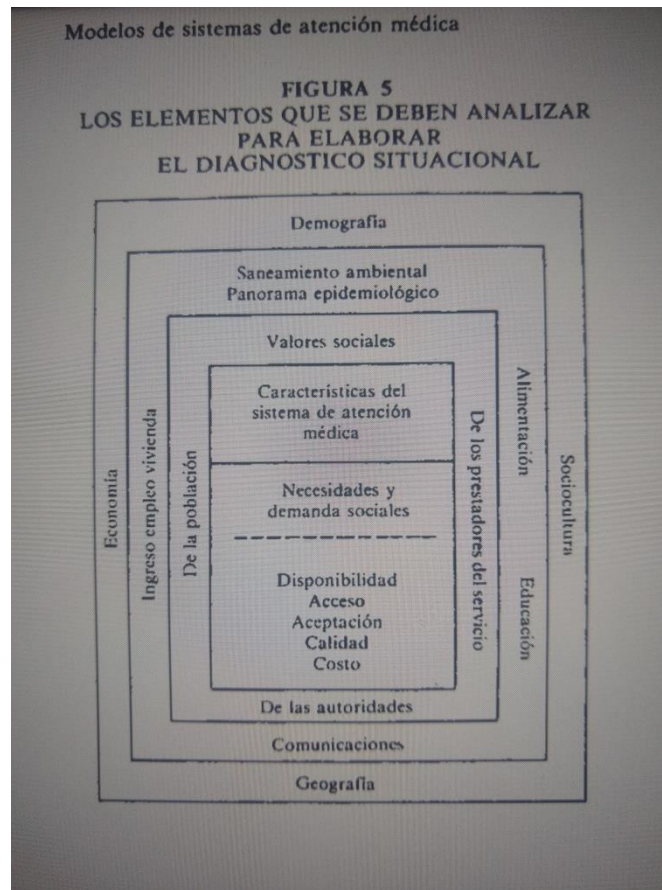 Modelos de sistemas de atención médica
FIGURA 5
LOS ELEMENTOS QUE SE DEBEN ANALIZAR
PARA ELABORAR
EL DIAGNOSTICO SITUACIONAL
Demografía
Saneamiento ambiental
Panorama epidemiológico
Valores sociales
Características del
sistema de atención
médica
Necesidades y
demanda sociales
Disponibilidad
Acceso
Aceptación
Calidad
Costo
De las autoridades
Comunicaciones
Geografía
Economía
Ingreso empleo vivienda
De la población
De los prestadores del servicio
Alimentación
Educación
Sociocultura